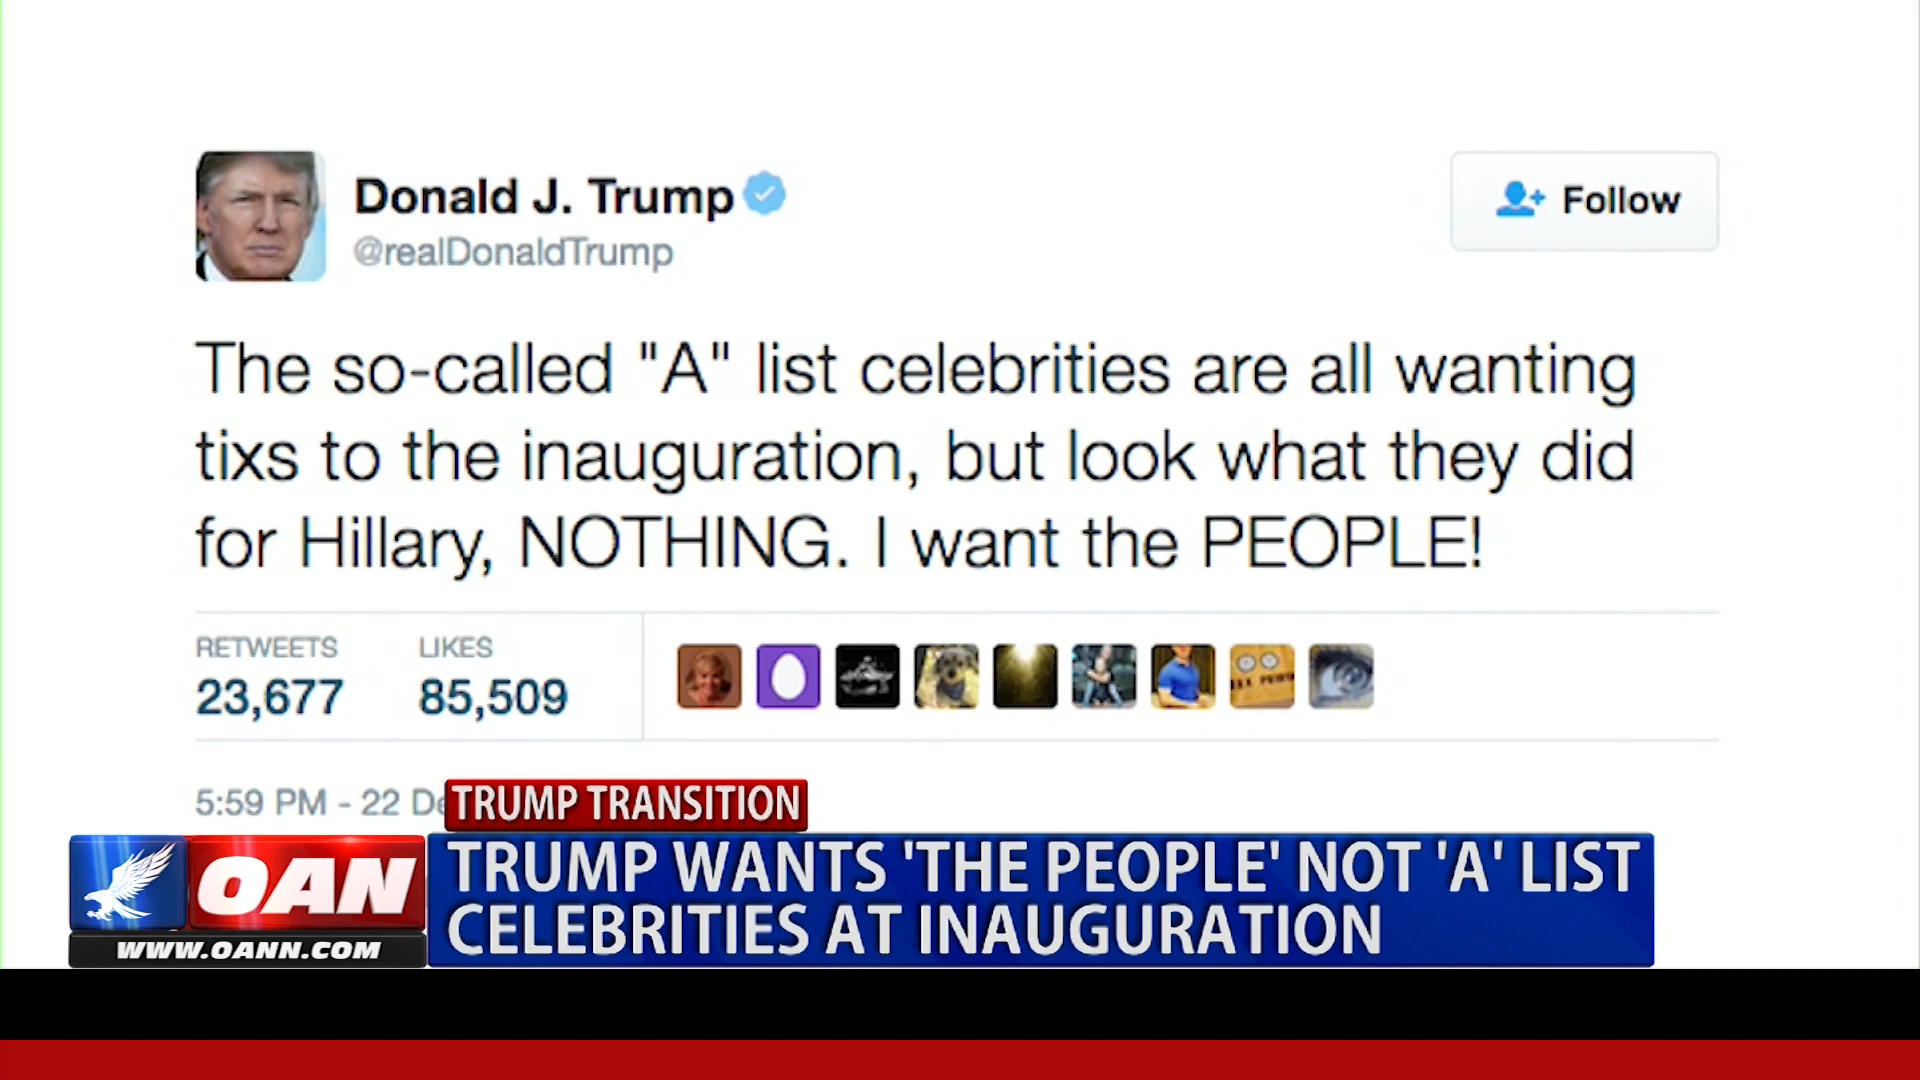 Donald J. Trump
@realDonaldTrump
Follow
The so-called "A" list celebrities are all wanting
tixs to the inauguration, but look what they did
for Hillary, NOTHING. I want the PEOPLE!
RETWEETS LIKES
23,677 85,509
5:59 PM - 22 De
TRUMP TRANSITION
OAN
WWW.OANN.COM
TRUMP WANTS 'THE PEOPLE' NOT 'A' LIST
CELEBRITIES AT INAUGURATION